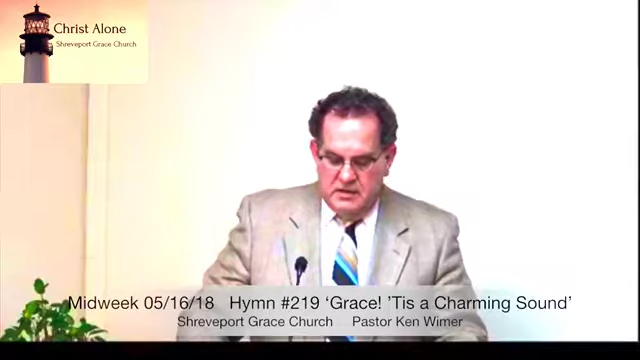 Christ Alone
Shreveport Grace Church
Midweek 05/16/18 Hymn #219 ‘Grace! ’Tis a Charming Sound’
Shreveport Grace Church Pastor Ken Wimer